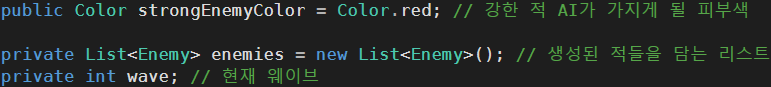 public Color strongEnemyColor = Color.red; // 강한 적 AI가 가지게 될 피부색
private List<Enemy> enemies = new List<Enemy>(); // 생성된 적들을 담는 리스트
private int wave; // 현재 웨이브